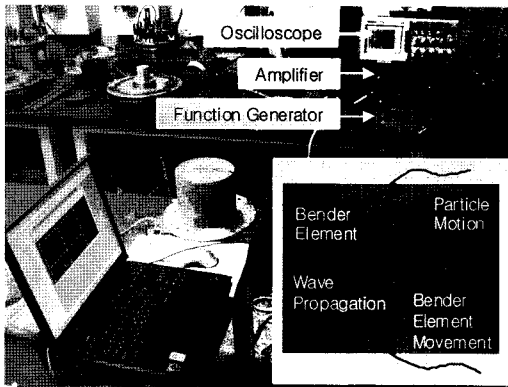 Oscilloscope
Amplifier
Function Generator
Bender
Element
Particle
Motion
Wave
Propagation
Bender
Element
Movement